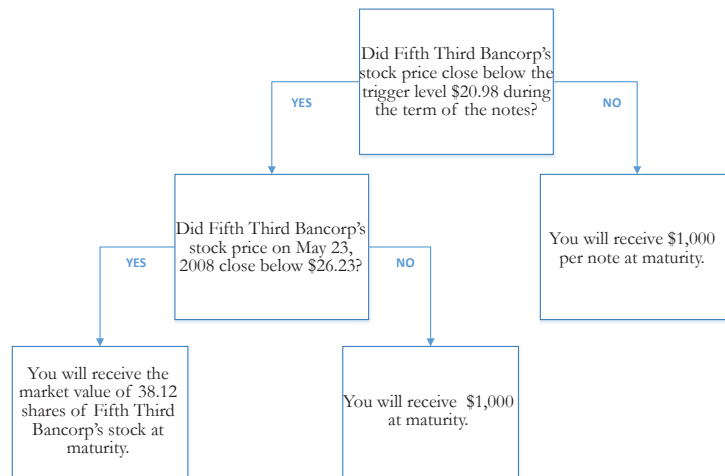 Did Fifth Third Bancorp's
stock price close below the
trigger level $20.98 during
the term of the notes?
YES
NO
Did Fifth Third Bancorp's
stock price on May 23,
2008 close below $26.23?
You will receive $1,000
per note at maturity.
YES
NO
You will receive the
market value of 38.12
shares of Fifth Third
Bancorp's stock at
maturity.
You will receive $1,000
at maturity.